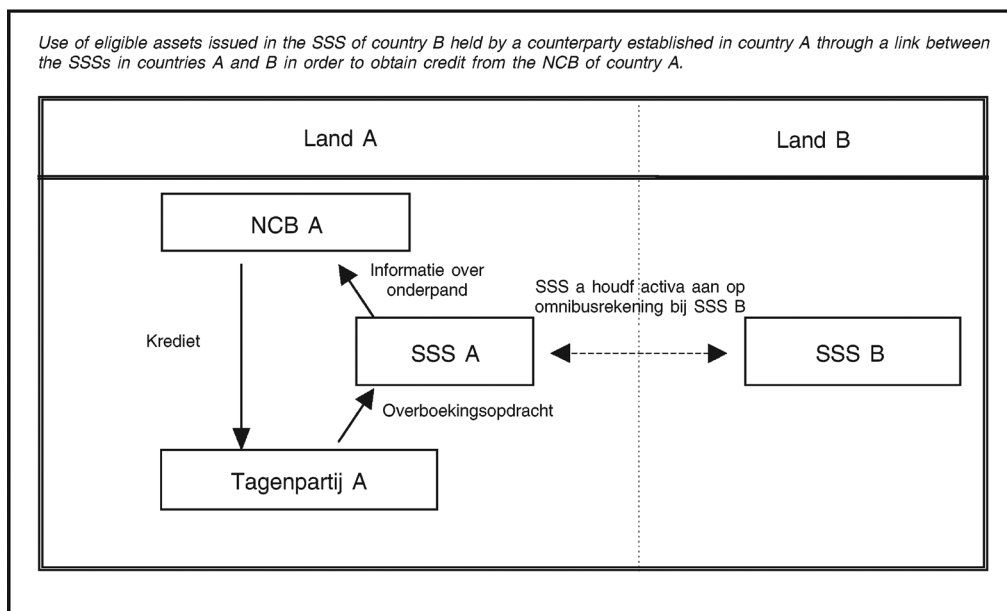 Use of eligible assets issued in the SSS of country B held by a counterparty established in country A through a link between
the SSSs in countries A and B in order to obtain credit from the NCB of country A.
Land A
Land B
NCB A
Informatie over
onderpand
SSS a houdf activa aan op
omnibusrekening bij SSS B
Krediet
SSS A
SSS B
Overboekingsopdracht
Tagenpartij A